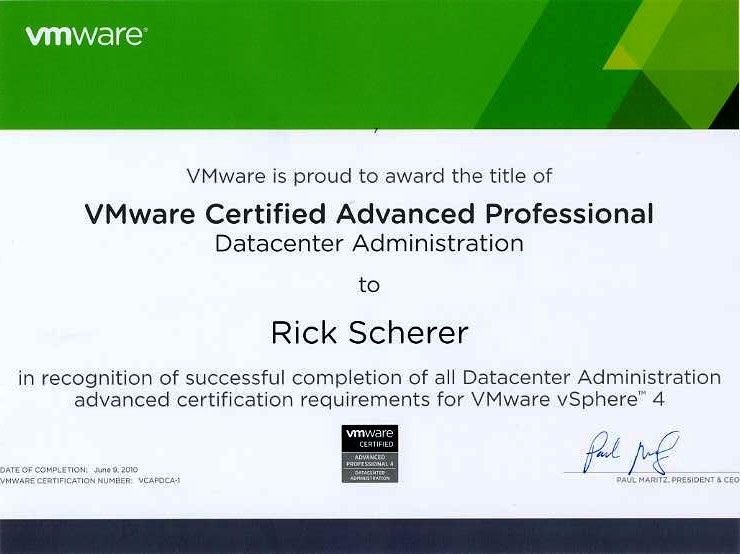 vmware®
VMware is proud to award the title of
VMware Certified Advanced Professional
Datacenter Administration
to
Rick Scherer
in recognition of successful completion of all Datacenter Administration
advanced certification requirements for VMware vSphere™ 4
vmware
CERTIFIED
ADVANCED
PROFESSIONAL 4
DATACENTER
ADMINISTRATION
DATE OF COMPLETION: June 9, 2010
VMWARE CERTIFICATION NUMBER: VCAPDCA-1
PAUL MARITZ, PRESIDENT & CEO